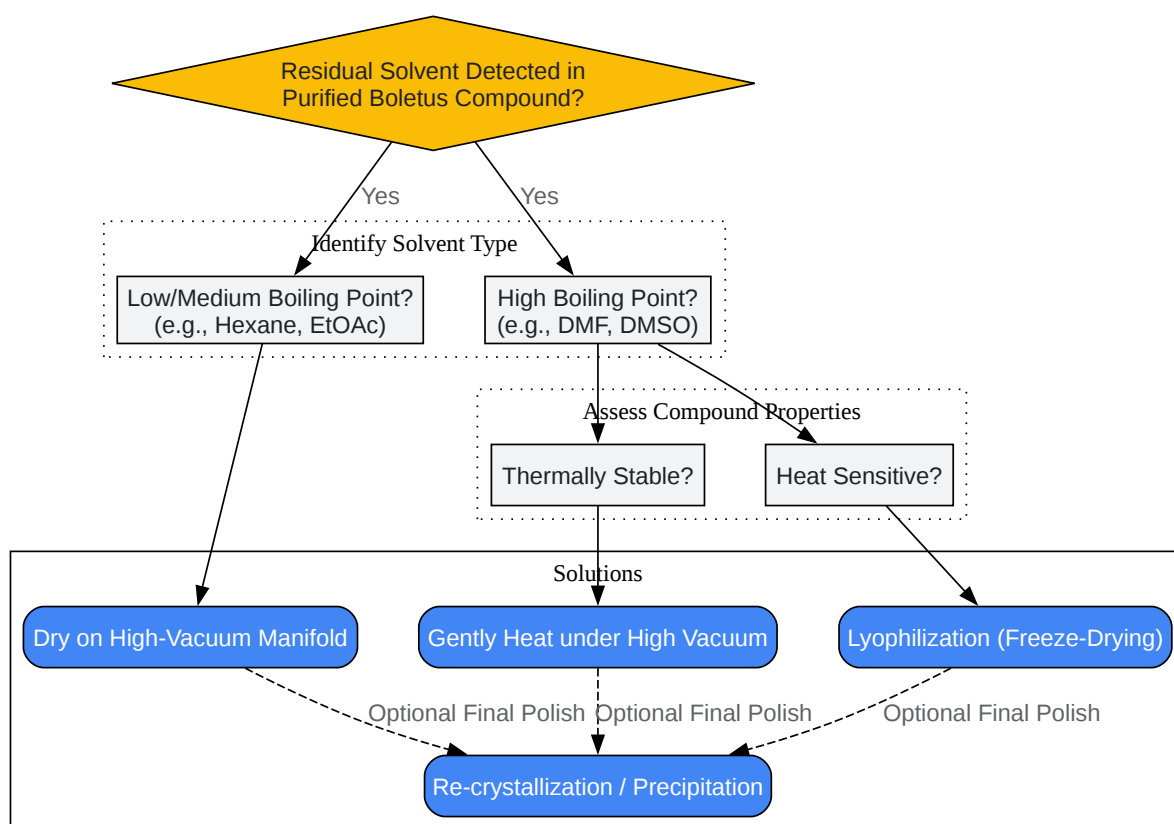 Residual Solvent Detected in
Purified Boletus Compound?
Yes
Yes
Identify Solvent Type
Low/Medium Boiling Point?
(e.g., Hexane, EtOAc)
High Boiling Point?
(e.g., DMF, DMSO)
Assess Compound Properties
Thermally Stable?
Heat Sensitive?
Solutions
Dry on High-Vacuum Manifold
Gently Heat under High Vacuum
Lyophilization (Freeze-Drying)
Optional Final Polish
Optional Final Polish
Optional Final Polish
Re-crystallization / Precipitation